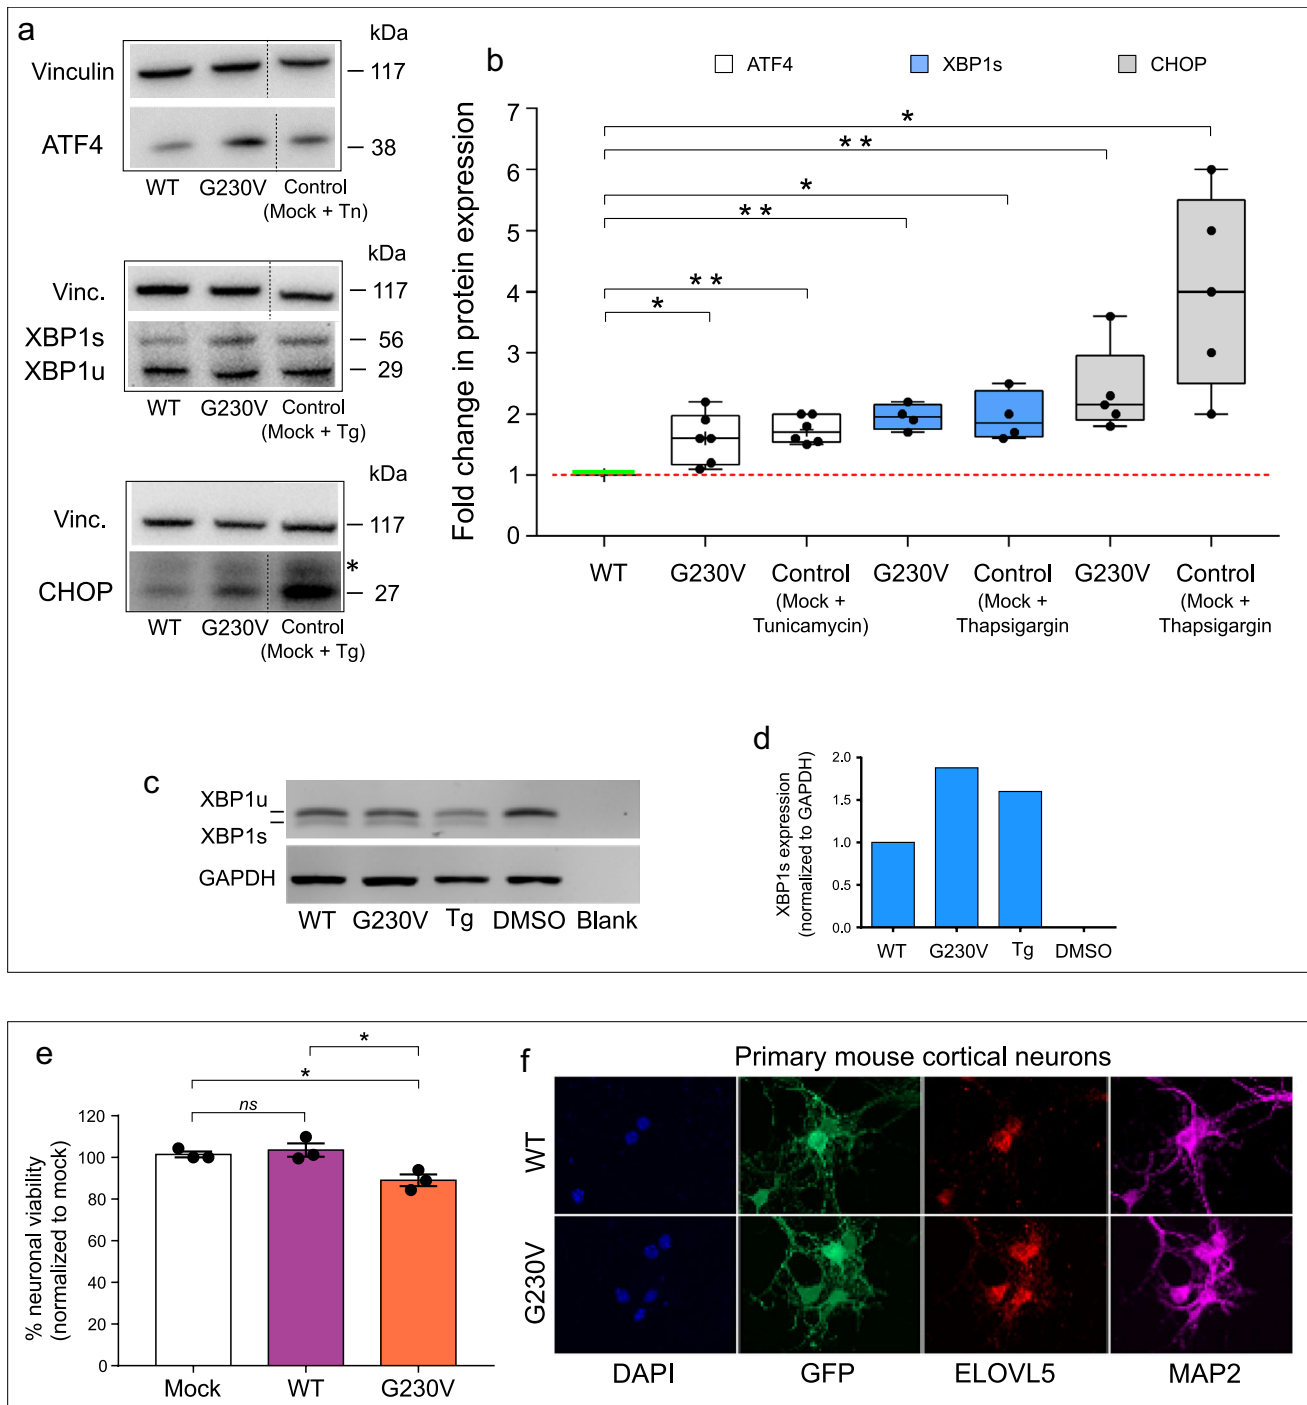 a
kDa
Vinculin
117
ATF4
38
WT G230V Control
(Mock + Tn)
kDa
Vinc.
117
XBP1s
56
XBP1u
29
WT G230V Control
(Mock + Tg)
kDa
Vinc.
117
*
CHOP
27
WT G230V Control
(Mock + Tg)
b
ATF4 XBP1s CHOP
Fold change in protein expression
7
6
5
4
3
2
1
0
*
* *
*
* *
* *
*
WT G230V Control G230V Control G230V Control
(Mock + (Mock + (Mock +
Tunicamycin) Thapsigargin Thapsigargin
c
XBP1u
XBP1s
GAPDH
WT G230V Tg DMSO Blank
d
XBP1s expression
(normalized to GAPDH)
2.0
1.5
1.0
0.5
0.0
WT G230V Tg DMSO
e
*
*
ns
% neuronal viability
(normalized to mock)
120
100
80
60
40
20
0
Mock WT G230V
f
Primary mouse cortical neurons
WT
G230V
DAPI GFP ELOVL5 MAP2